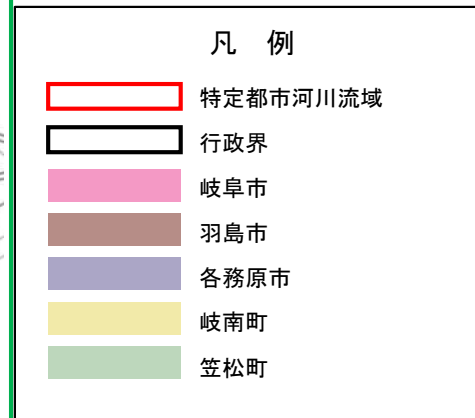 凡 例
特定都市河川流域
行政界
岐阜市
羽島市
各務原市
岐南町
笠松町